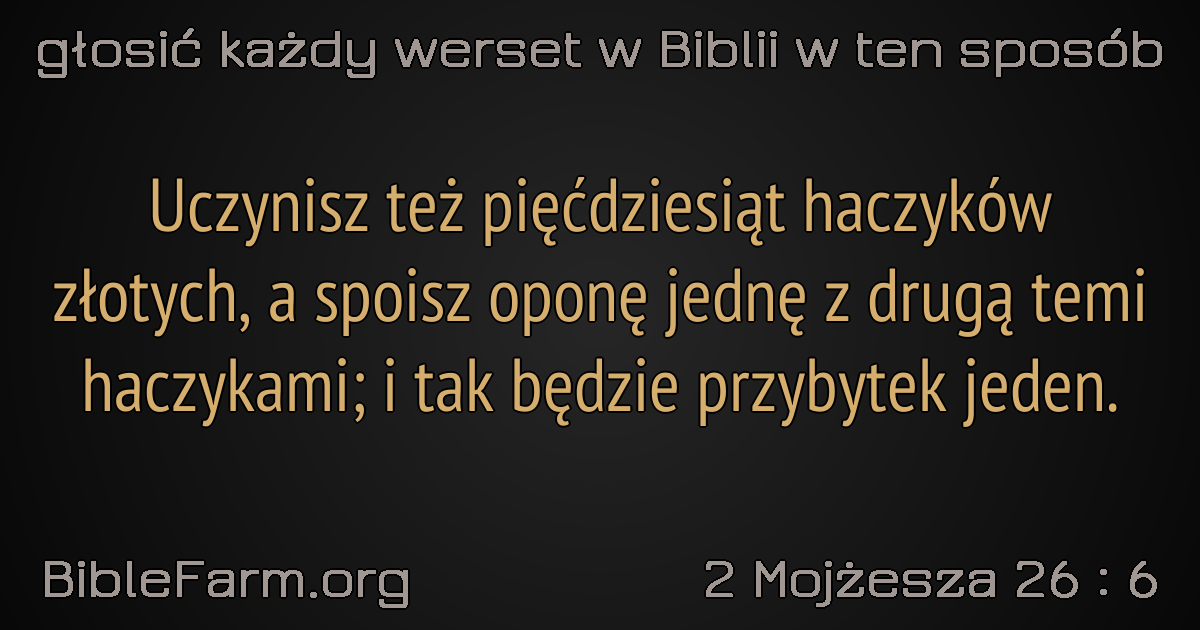 głosić każdy werset w Biblii w ten sposób
Uczynisz też pięćdziesiąt haczyków
złotych, a spoisz oponę jednę z drugą temi
haczykami; i tak będzie przybytek jeden.
BibleFarm.org
2 Mojżesza 26 : 6